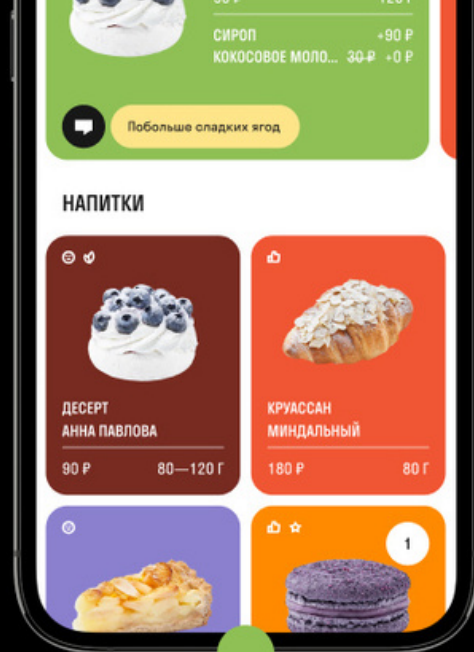 СИРОП +90 ₽
КОКОСОВОЕ МОЛО... 30 ₽ +0 ₽
Побольше сладких ягод
НАПИТКИ
ДЕСЕРТ
АННА ПАВЛОВА
90 ₽ 80—120 Г
КРУАССАН
МИНДАЛЬНЫЙ
180 ₽ 80 Г
1